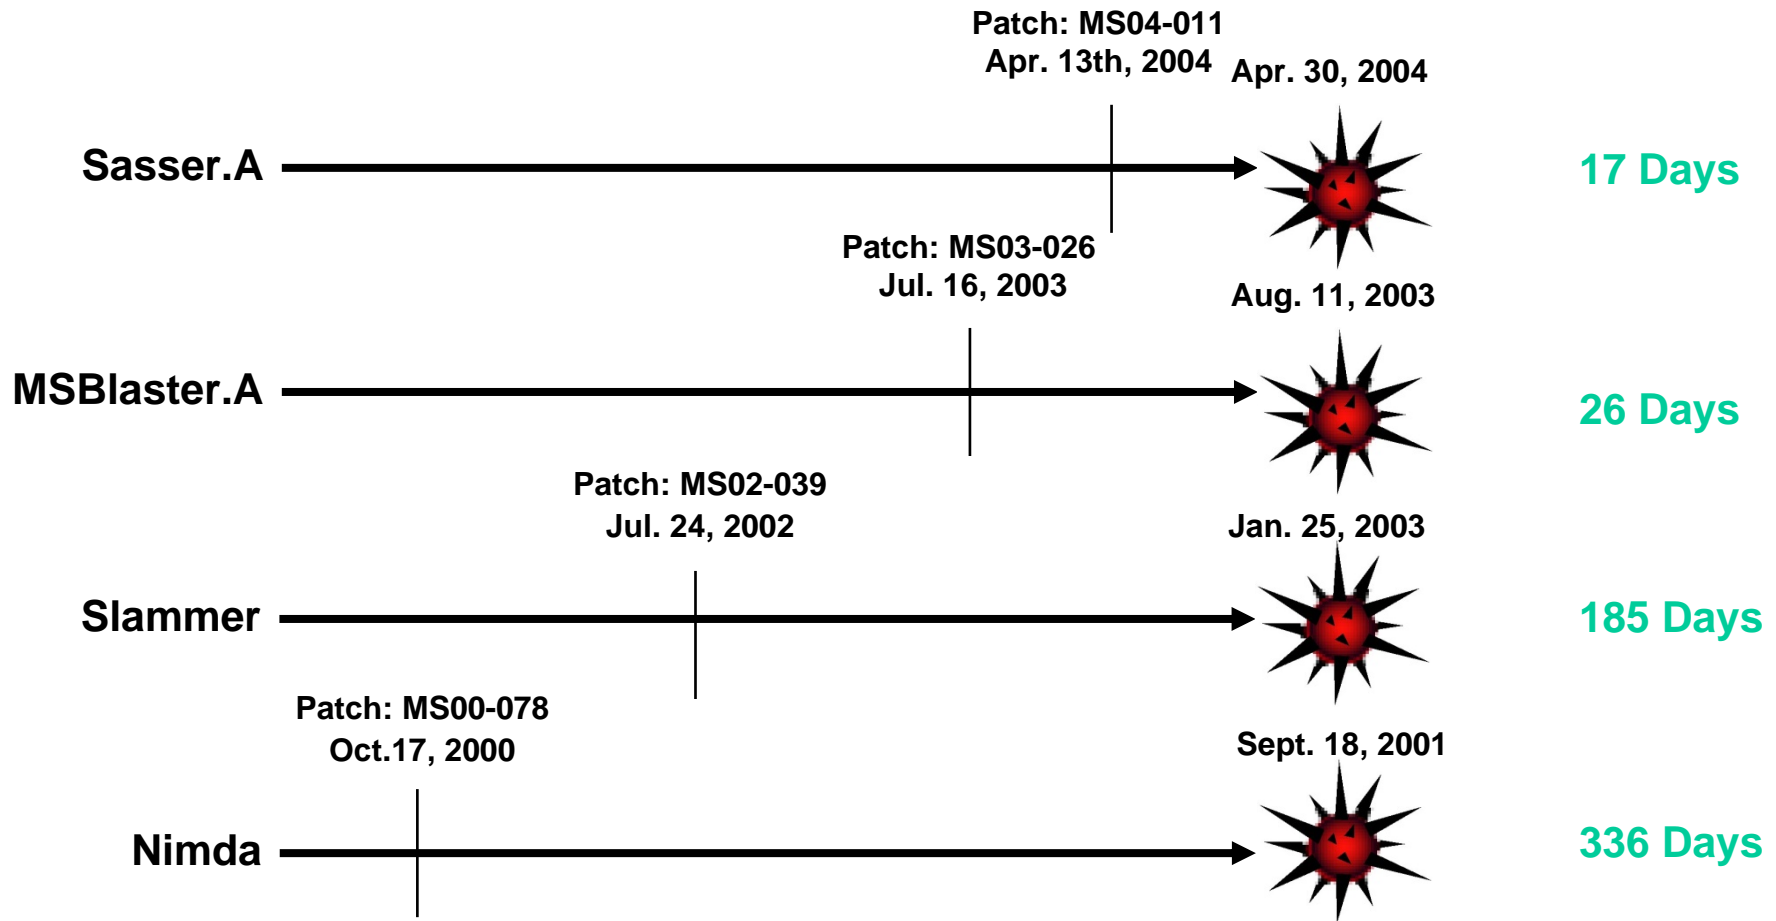 Patch: MS04-011
Apr. 13th, 2004
Apr. 30, 2004
Sasser.A
17 Days
Patch: MS03-026
Jul. 16, 2003
Aug. 11, 2003
MSBlaster.A
26 Days
Patch: MS02-039
Jul. 24, 2002
Jan. 25, 2003
Slammer
185 Days
Patch: MS00-078
Oct.17, 2000
Sept. 18, 2001
Nimda
336 Days